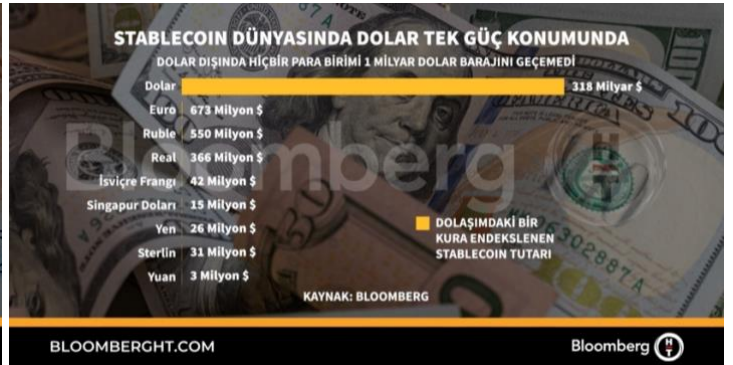 STABLECOIN DÜNYASINDA DOLAR TEK GÜÇ KONUMUNDA
DOLAR DIŞINDA HİÇBİR PARA BİRİMİ 1 MİLYAR DOLAR BARAJINI GEÇEMEDİ
Dolar 318 Milyar $
Euro 673 Milyon $
Ruble 550 Milyon $
Real 366 Milyon $
İsviçre Frangı 42 Milyon $
Singapur Doları 15 Milyon $
Yen 26 Milyon $
Sterlin 31 Milyon $
Yuan 3 Milyon $
DOLAŞIMDAKİ BİR
KURA ENDEKSLENEN
STABLECOIN TUTARI
KAYNAK: BLOOMBERG
Bloomberg
BLOOMBERGHT.COM
Bloomberg HT